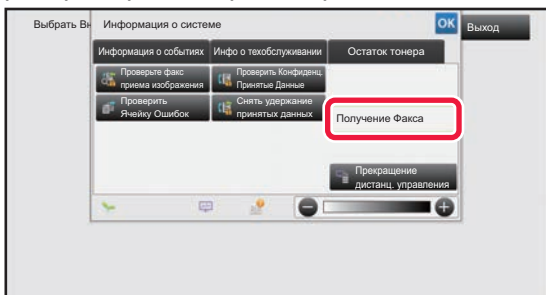 Выбрать Вн
Информация о системе
OK
Выход
Информация о событиях
Инфо о техобслуживании
Остаток тонера
Проверьте факс
приема изображения
Проверить Конфиденц.
Принятые Данные
Проверить
Ячейку Ошибок
Снять удержание
принятых данных
Получение Факса
Прекращение
дистанц. управления